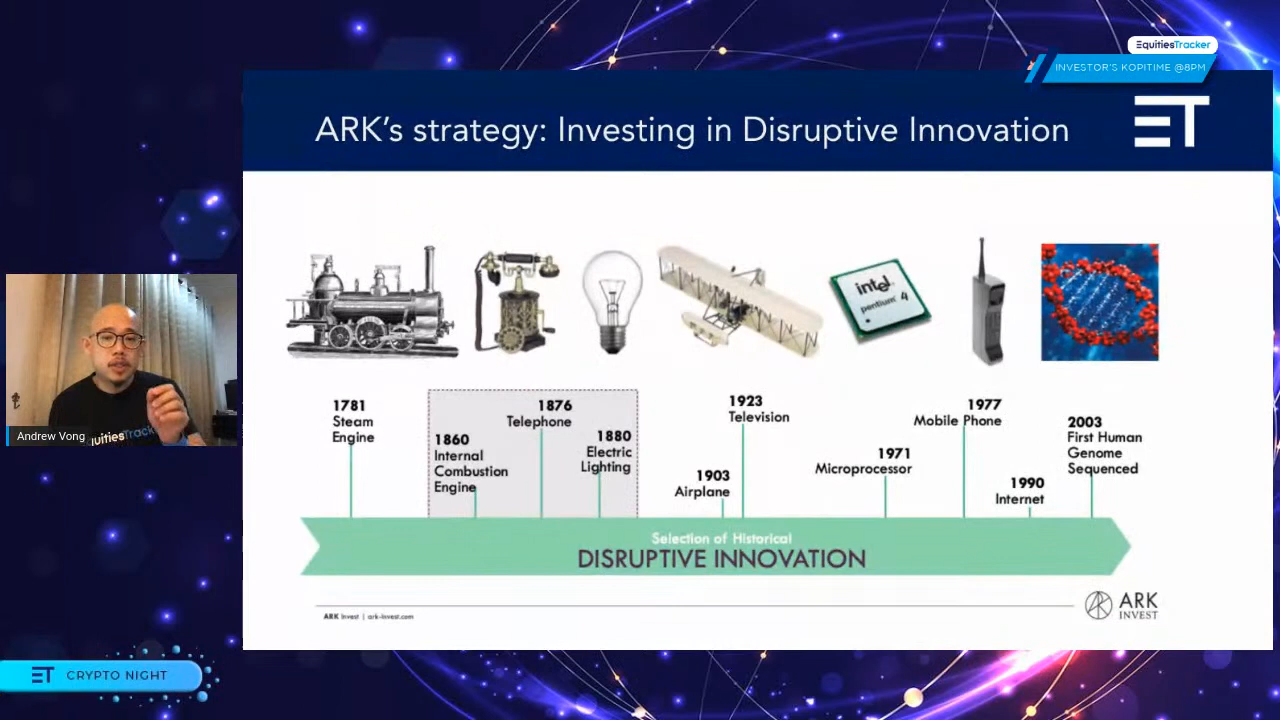 EquitiesTracker
INVESTOR'S KOPITIME @8PM
ARK's strategy: Investing in Disruptive Innovation
ET
intel
pentium 4
1781
Steam
Engine
1860
Internal
Combustion
Engine
1876
Telephone
1880
Electric
Lighting
1903
Airplane
1923
Television
1971
Microprocessor
1977
Mobile Phone
1990
Internet
2003
First Human
Genome
Sequenced
Selection of Historical
DISRUPTIVE INNOVATION
ARK Invest | ark-invest.com
ARK
INVEST
Andrew Vong
quitiesTrack
ET CRYPTO NIGHT